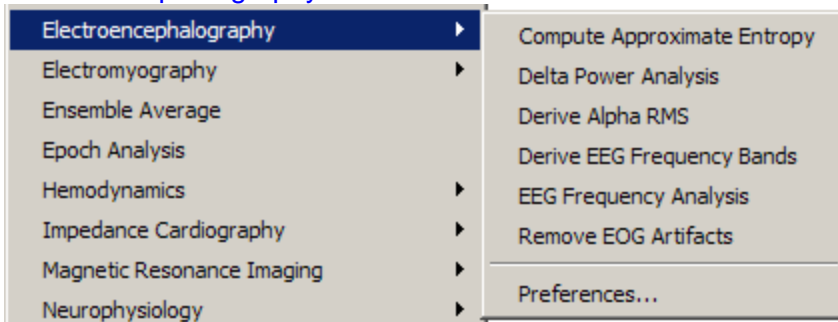 Electroencephalography
Electromyography
Ensemble Average
Epoch Analysis
Hemodynamics
Impedance Cardiography
Magnetic Resonance Imaging
Neurophysiology
Compute Approximate Entropy
Delta Power Analysis
Derive Alpha RMS
Derive EEG Frequency Bands
EEG Frequency Analysis
Remove EOG Artifacts
Preferences...